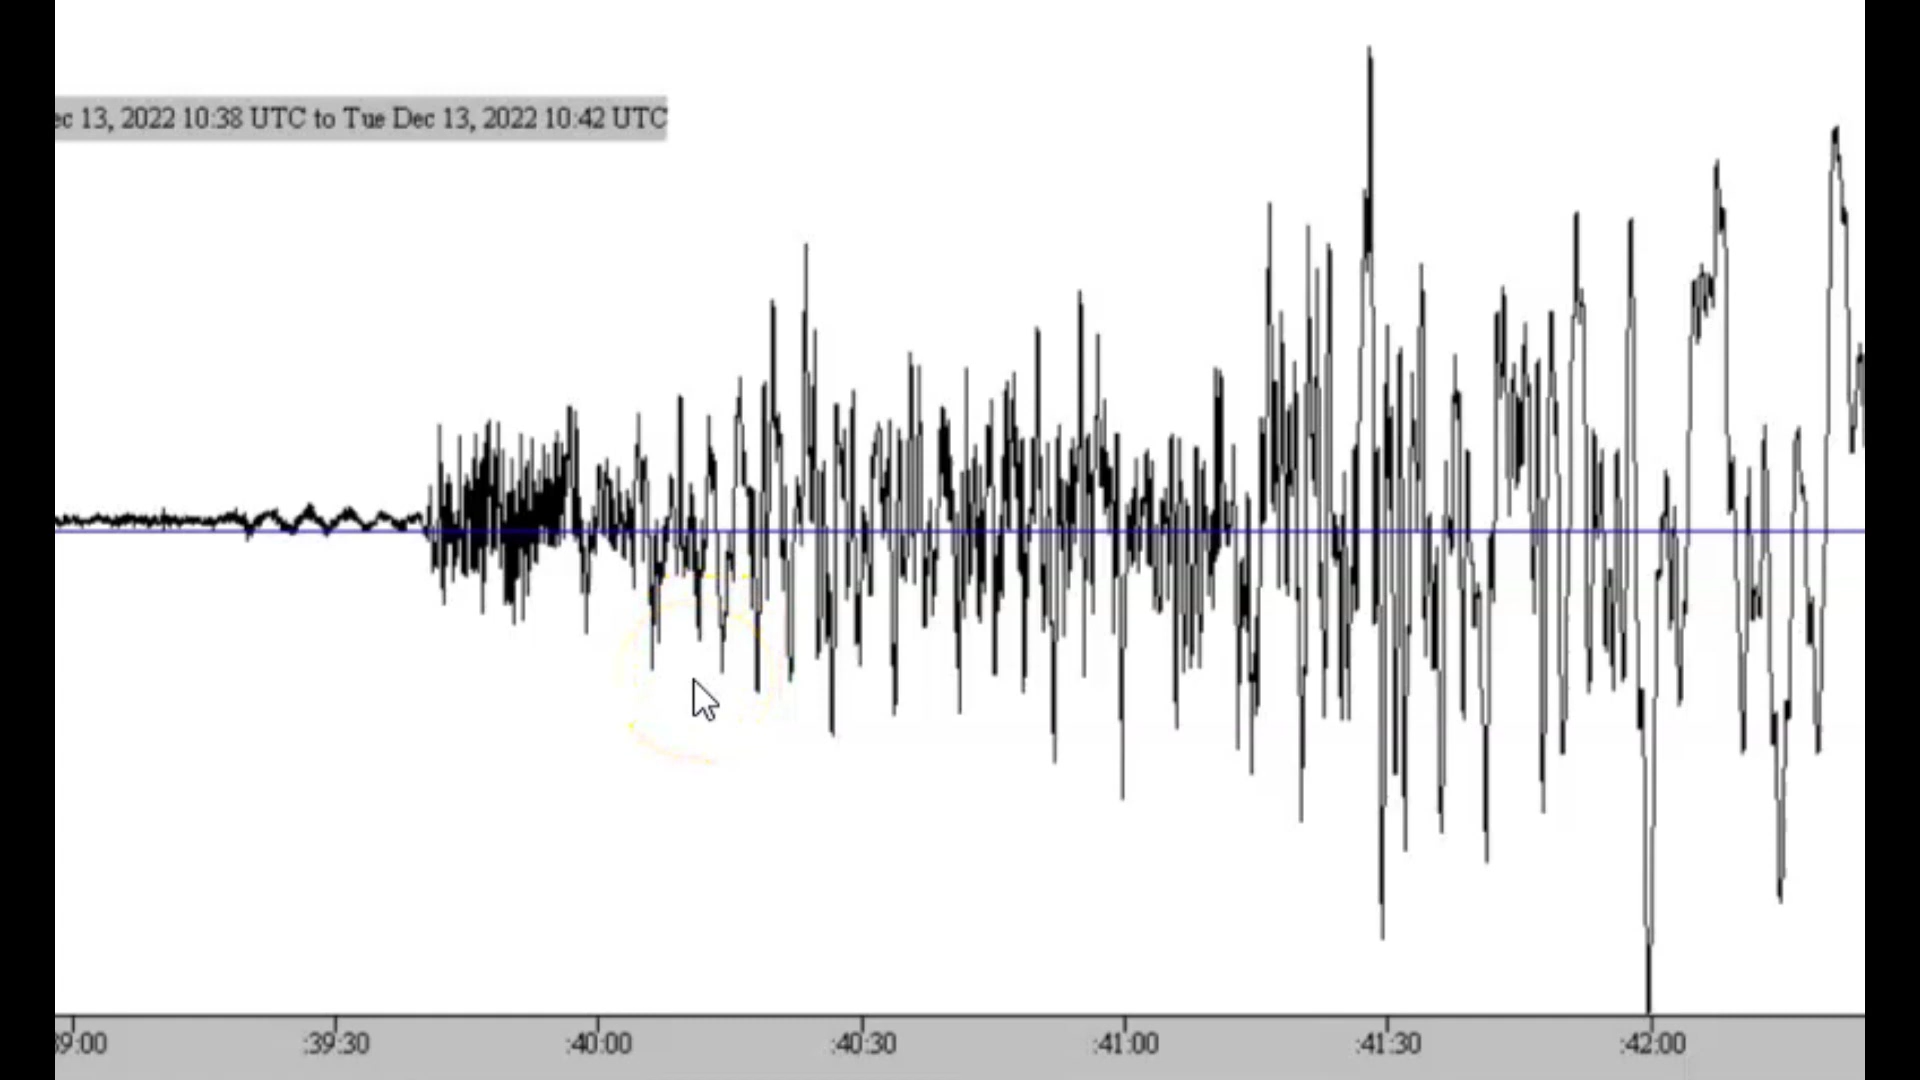 ec 13, 2022 10:38 UTC to Tue Dec 13, 2022 10:42 UTC
39:00 :39:30 :40:00 :40:30 :41:00 :41:30 :42:00